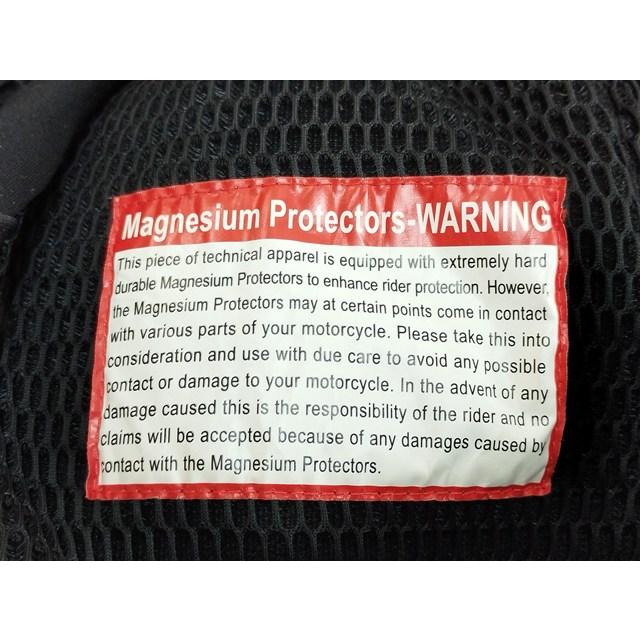 Magnesium Protectors-WARNING
This piece of technical apparel is equipped with extremely hard
durable Magnesium Protectors to enhance rider protection. However,
the Magnesium Protectors may at certain points come in contact
with various parts of your motorcycle. Please take this into
consideration and use with due care to avoid any possible
contact or damage to your motorcycle. In the advent of any
damage caused this is the responsibility of the rider and no
claims will be accepted because of any damages caused by
contact with the Magnesium Protectors.